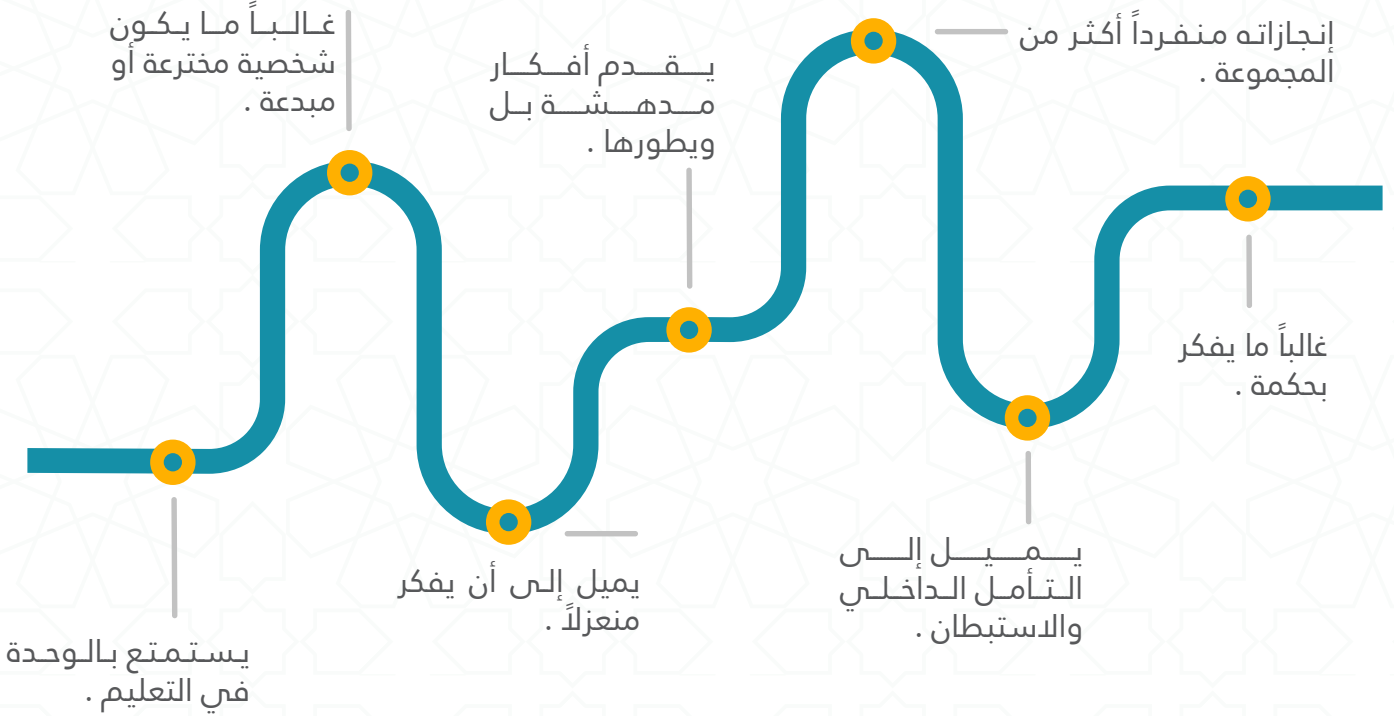 إنجازاته منفرداً أكثر من
المجموعة .
غالباً ما يكون
شخصية مخترعة أو
مبدعة .
يقدم أفكار
مدهشة بل
ويطورها .
غالباً ما يفكر
بحكمة .
يميل إلى
التأمل الداخلي
والاستبطان .
يميل إلى أن يفكر
منعزلاً .
يستمتع بالوحدة
في التعليم .